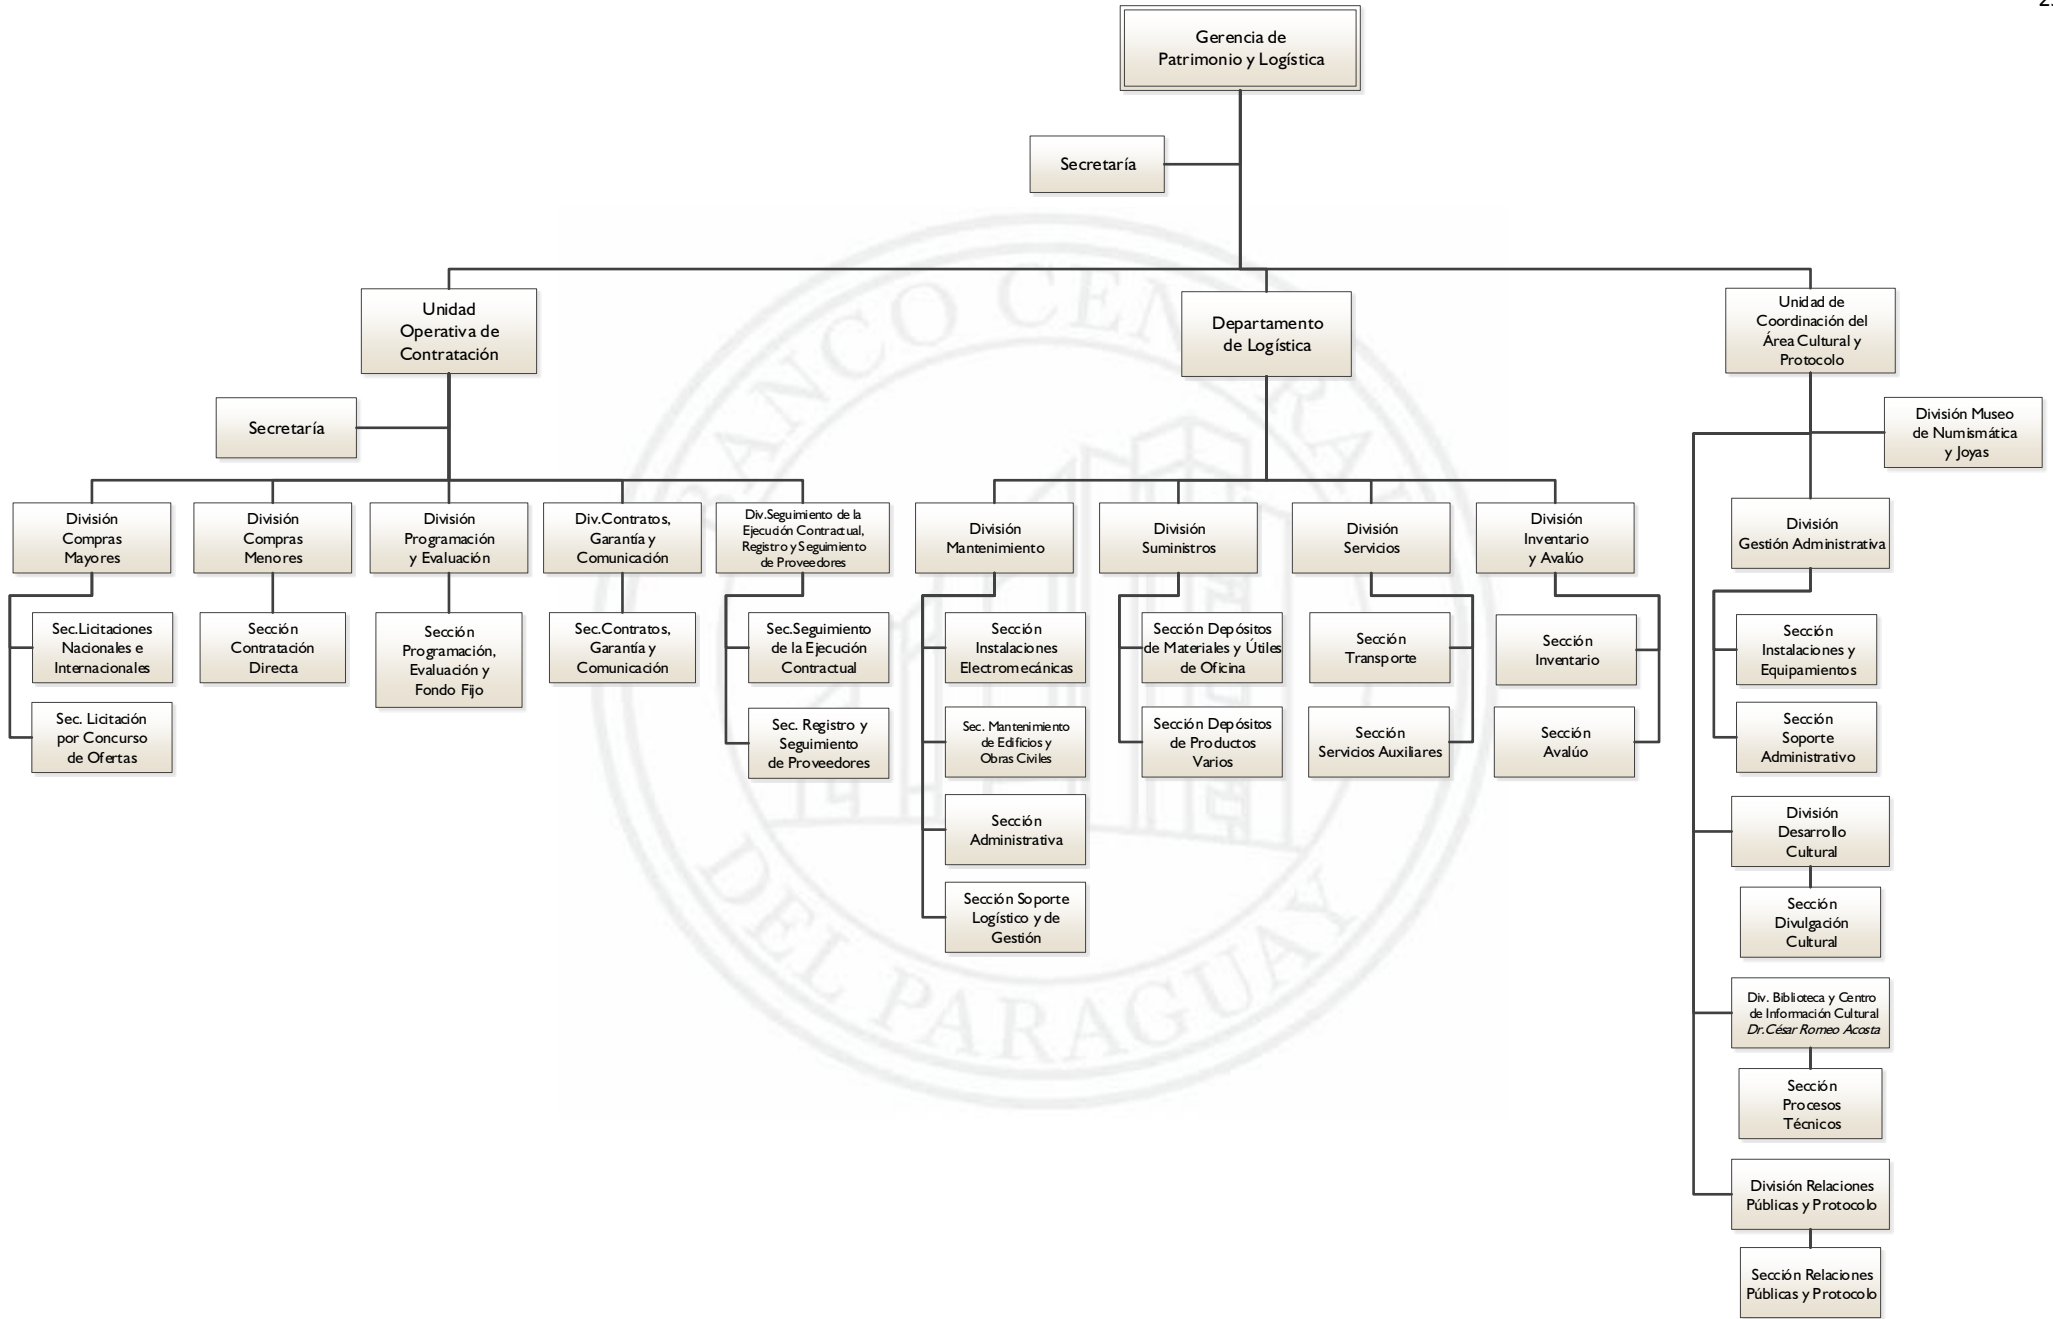 Gerencia de
Patrimonio y Logística
Secretaría
Unidad
Operativa de
Contratación
Departamento
de Logística
Unidad de
Coordinación del
Área Cultural y
Protocolo
Secretaría
División Museo
de Numismática
y Joyas
División
Compras
Mayores
División
Compras
Menores
División
Programación
y Evaluación
Div.Contratos,
Garantía y
Comunicación
Div.Seguimiento de la
Ejecución Contractual,
Registro y Seguimiento
de Proveedores
División
Mantenimiento
División
Suministros
División
Servicios
División
Inventario
y Avalúo
División
Gestión Administrativa
Sec.Licitaciones
Nacionales e
Internacionales
Sección
Contratación
Directa
Sección
Programación,
Evaluación y
Fondo Fijo
Sec.Contratos,
Garantía y
Comunicación
Sec.Seguimiento
de la Ejecución
Contractual
Sección
Instalaciones
Electromecánicas
Sección Depósitos
de Materiales y Útiles
de Oficina
Sección
Transporte
Sección
Inventario
Sección
Instalaciones y
Equipamientos
Sec. Licitación
por Concurso
de Ofertas
Sec. Registro y
Seguimiento
de Proveedores
Sec. Mantenimiento
de Edificios y
Obras Civiles
Sección Depósitos
de Productos
Varios
Sección
Servicios Auxiliares
Sección
Avalúo
Sección
Soporte
Administrativo
Sección
Administrativa
División
Desarrollo
Cultural
Sección Soporte
Logístico y de
Gestión
Sección
Divulgación
Cultural
Div. Biblioteca y Centro
de Información Cultural
Dr.César Romeo Acosta
Sección
Procesos
Técnicos
División Relaciones
Públicas y Protocolo
Sección Relaciones
Públicas y Protocolo
BANCO CENTRAL
DEL PARAGUAY